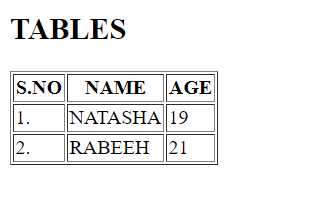 TABLES
S.NO NAME AGE
1. NATASHA 19
2. RABEEH 21